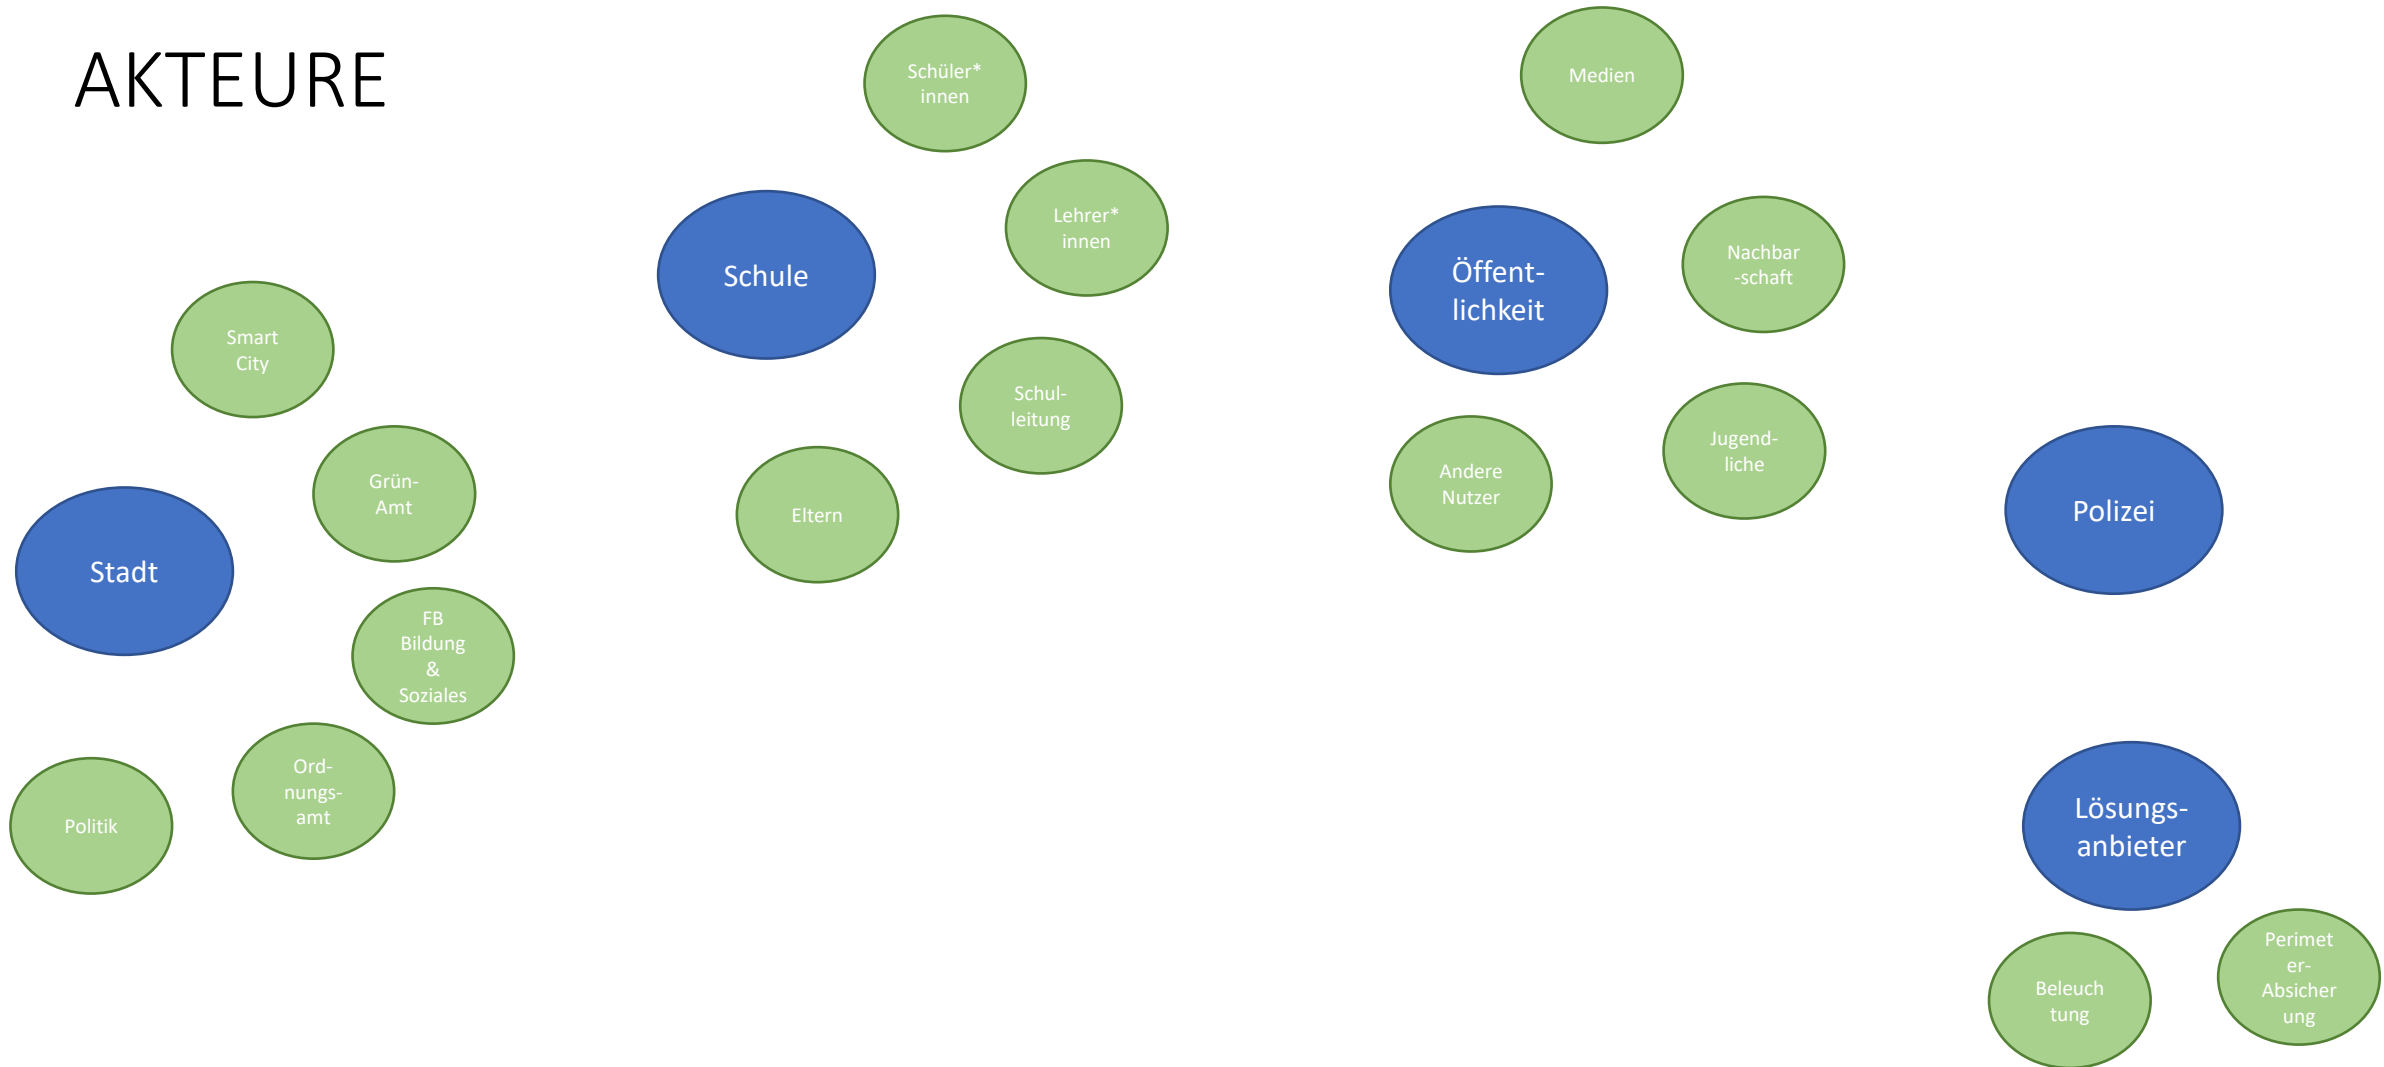 AKTEURE
Schüler*
innen
Lehrer*
innen
Schule
Schul-
leitung
Eltern
Medien
Nachbar
-schaft
Öffent-
lichkeit
Jugend-
liche
Andere
Nutzer
Smart
City
Grün-
Amt
Stadt
FB
Bildung
&
Soziales
Ord-
nungs-
amt
Politik
Polizei
Lösungs-
anbieter
Perimet
er-
Absicher
ung
Beleuch
tung